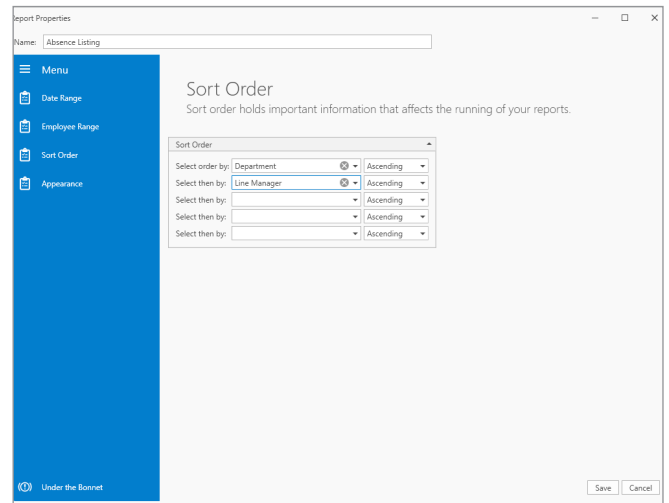 Report Properties
Name: Absence Listing
Menu
Date Range
Employee Range
Sort Order
Appearance
Under the Bonnet
Sort Order
Sort order holds important information that affects the running of your reports.
Sort Order
Select order by: Department Ascending
Select then by: Line Manager Ascending
Select then by: Ascending
Select then by: Ascending
Select then by: Ascending
Save Cancel